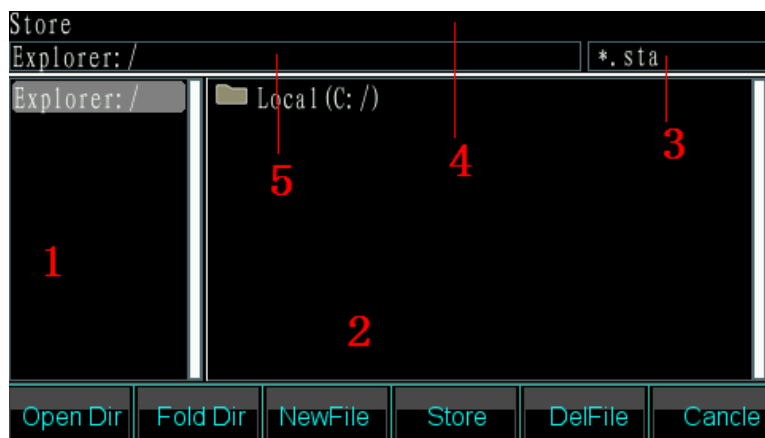 Store
Explorer:/ *.sta
Explorer:/ Local(C:/)
3
4
5
1
2
Open Dir Fold Dir NewFile Store DelFile Cancle